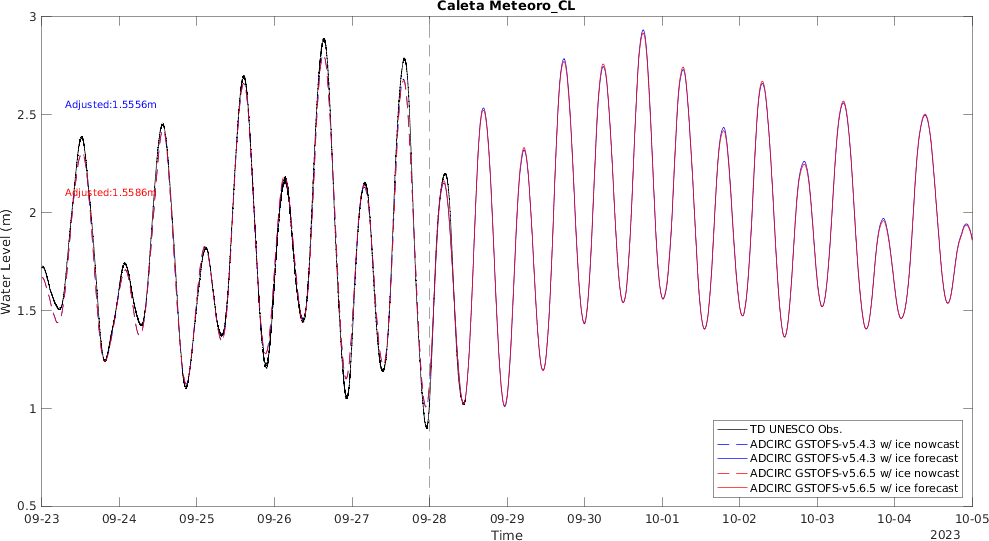 Caleta Meteoro_CL
Water Level (m)
3
2.5
2
1.5
1
0.5
Adjusted:1.5556m
Adjusted:1.5586m
TD UNESCO Obs.
ADCIRC GSTOFS-v5.4.3 w/ ice nowcast
ADCIRC GSTOFS-v5.4.3 w/ ice forecast
ADCIRC GSTOFS-v5.6.5 w/ ice nowcast
ADCIRC GSTOFS-v5.6.5 w/ ice forecast
09-23 09-24 09-25 09-26 09-27 09-28 09-29 09-30 10-01 10-02 10-03 10-04 10-05
Time
2023